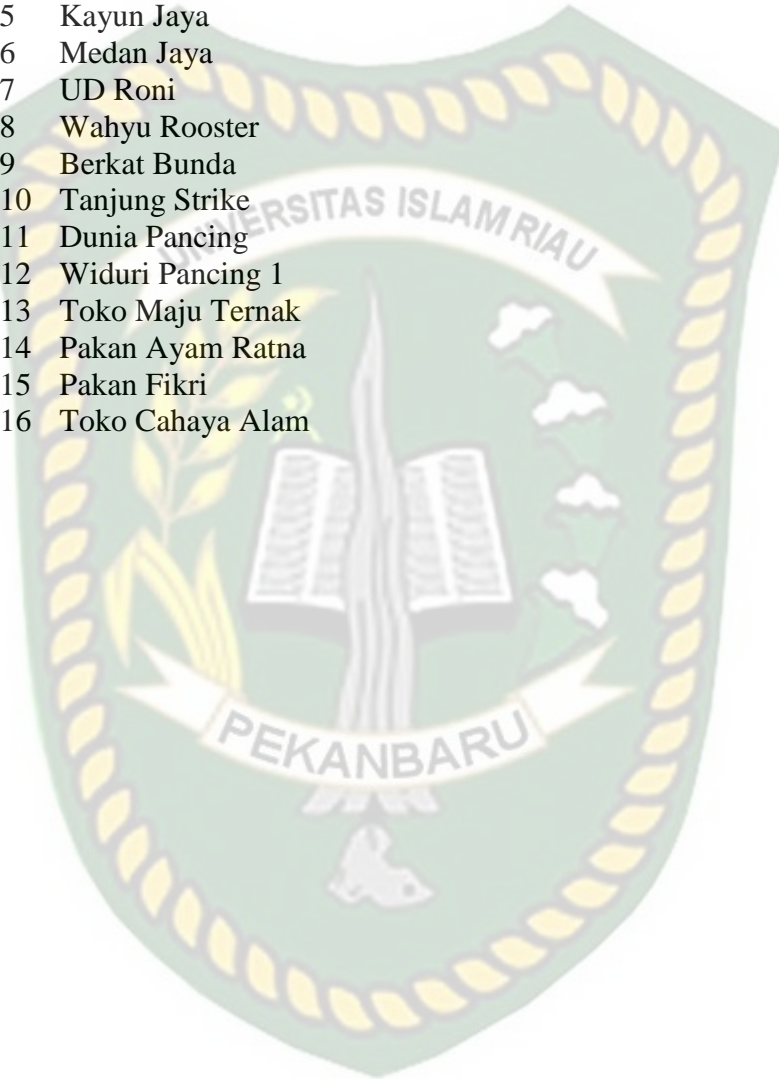 5 Kayun Jaya
6 Medan Jaya
7 UD Roni
8 Wahyu Rooster
9 Berkat Bunda
10 Tanjung Strike
11 Dunia Pancing
12 Widuri Pancing 1
13 Toko Maju Ternak
14 Pakan Ayam Ratna
15 Pakan Fikri
16 Toko Cahaya Alam
UNIVERSITAS ISLAM RIAU
PEKANBARU